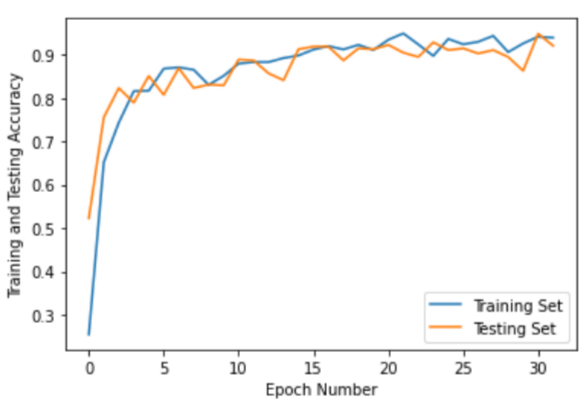 Training and Testing Accuracy
0.9
0.8
0.7
0.6
0.5
0.4
0.3
0 5 10 15 20 25 30
Epoch Number
Training Set
Testing Set